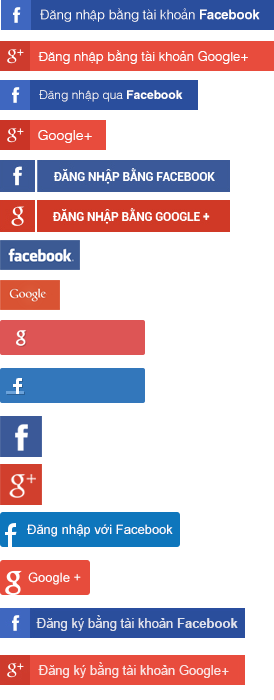 f Đăng nhập bằng tài khoản Facebook
g+ Đăng nhập bằng tài khoản Google+
f Đăng nhập qua Facebook
g+ Google+
f ĐĂNG NHẬP BẰNG FACEBOOK
g ĐĂNG NHẬP BẰNG GOOGLE +
facebook.
Google
g
f
f
g+
f Đăng nhập với Facebook
g Google +
f Đăng ký bằng tài khoản Facebook
g+ Đăng ký bằng tài khoản Google+